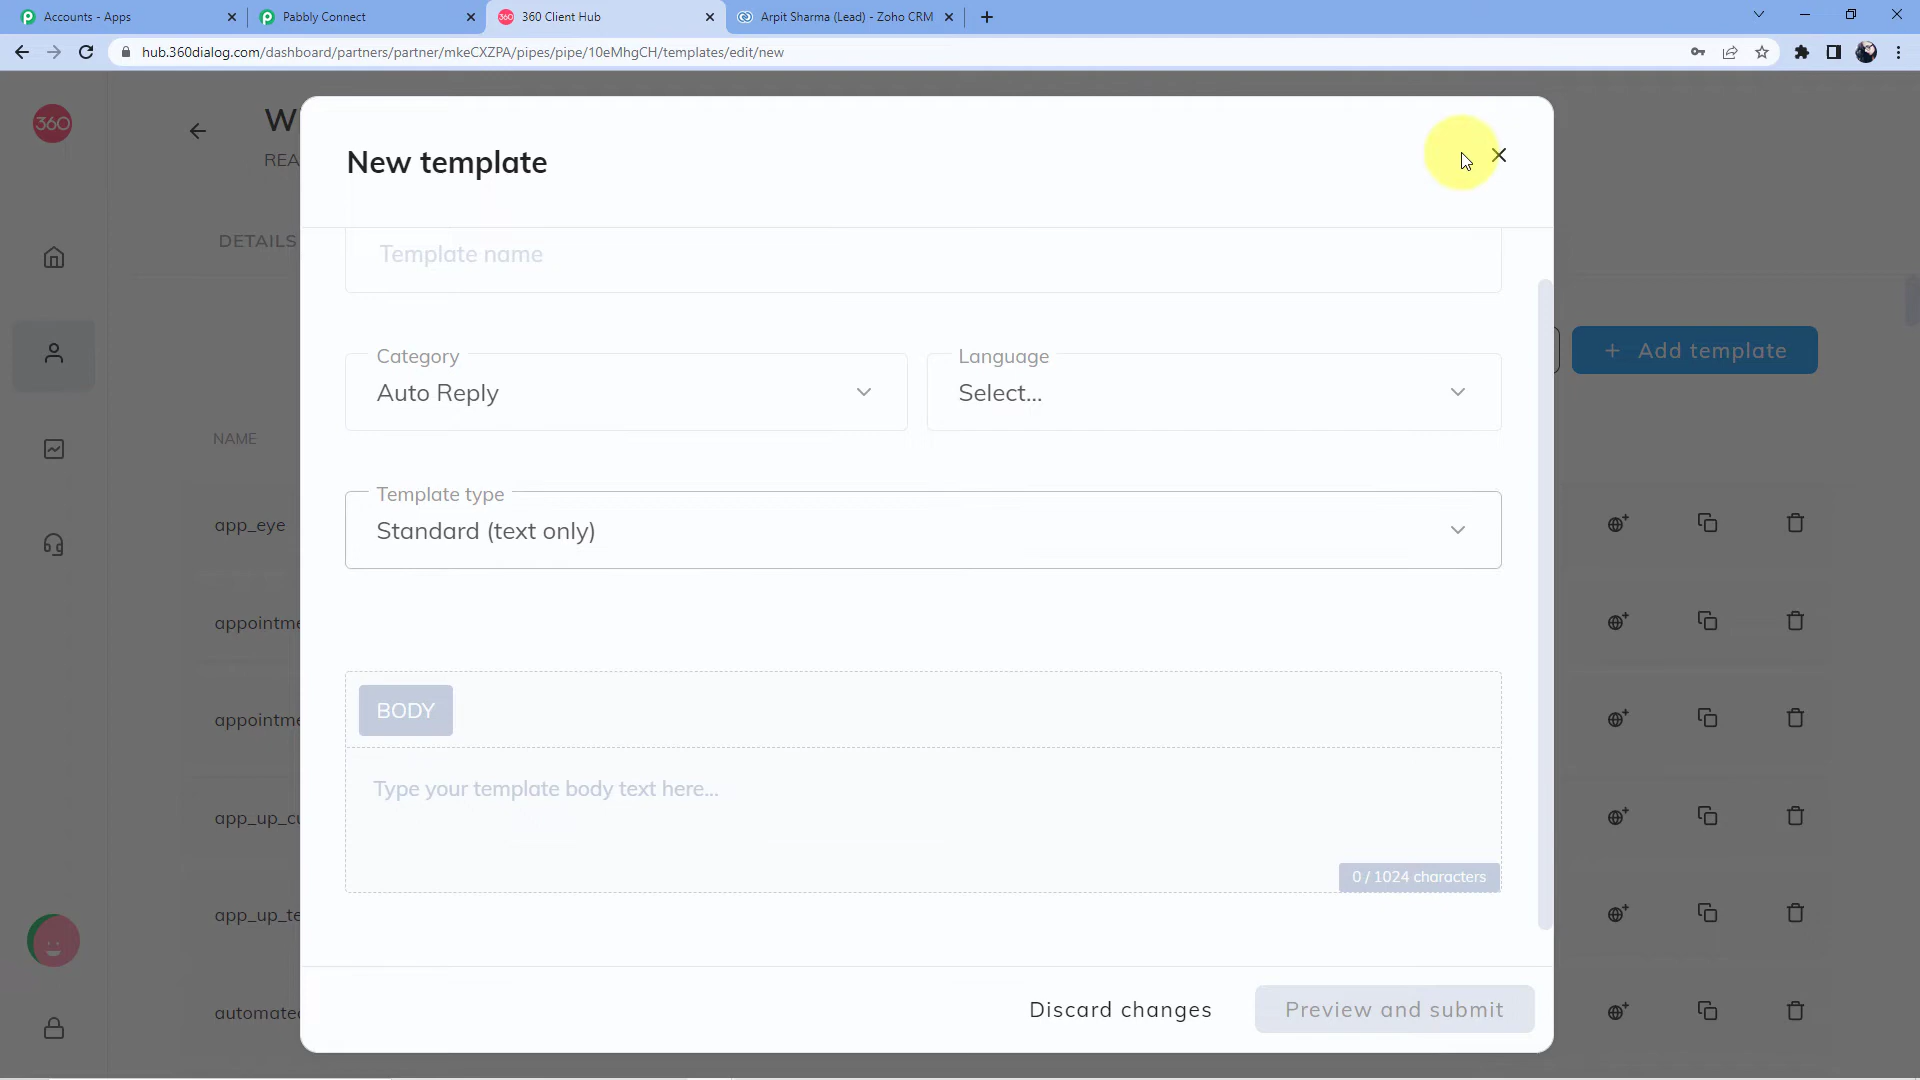 Accounts - Apps
Pabbly Connect
360 Client Hub
Arpit Sharma (Lead) - Zoho CRM
hub.360dialog.com/dashboard/partners/partner/mkeCXZPA/pipes/pipe/10eMhgCH/templates/edit/new
360
W
REA
New template
DETAILS
Template name
Add template
Category
Auto Reply
Language
Select...
NAME
Template type
Standard (text only)
app_eye
appointme
BODY
appointme
Type your template body text here...
app_up_cu
0 / 1024 characters
app_up_te
automated
Discard changes
Preview and submit